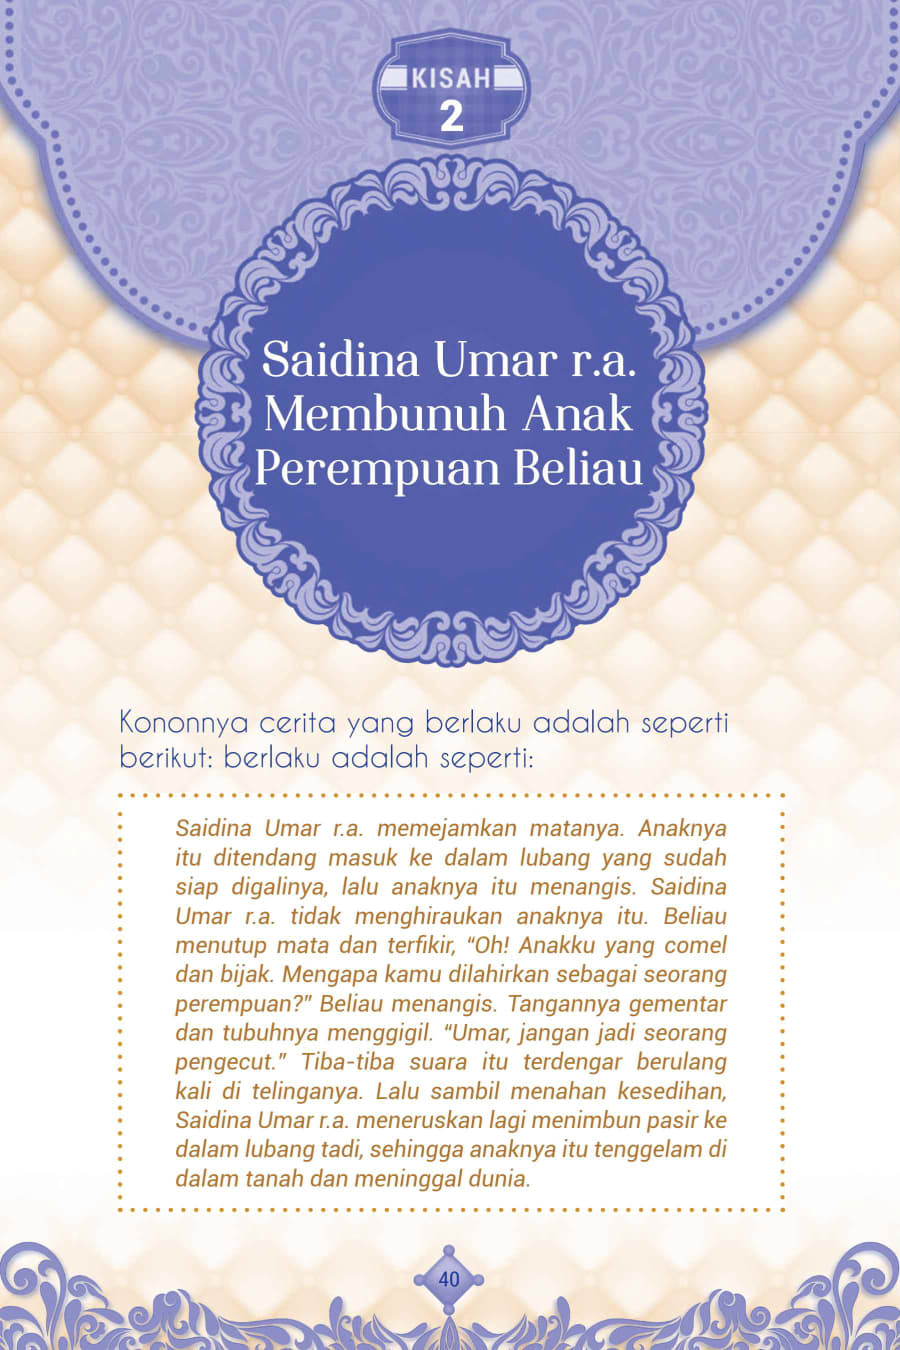 KISAH
2
Saidina Umar r.a.
Membunuh Anak
Perempuan Beliau
Kononnya cerita yang berlaku adalah seperti
berikut: berlaku adalah seperti:
Saidina Umar r.a. memejamkan matanya. Anaknya
itu ditendang masuk ke dalam lubang yang sudah
siap digalinya, lalu anaknya itu menangis. Saidina
Umar r.a. tidak menghiraukan anaknya itu. Beliau
menutup mata dan terfikir, “Oh! Anakku yang comel
dan bijak. Mengapa kamu dilahirkan sebagai seorang
perempuan?” Beliau menangis. Tangannya gementar
dan tubuhnya menggigil. “Umar, jangan jadi seorang
pengecut.” Tiba-tiba suara itu terdengar berulang
kali di telinganya. Lalu sambil menahan kesedihan,
Saidina Umar r.a. meneruskan lagi menimbun pasir ke
dalam lubang tadi, sehingga anaknya itu tenggelam di
dalam tanah dan meninggal dunia.
40